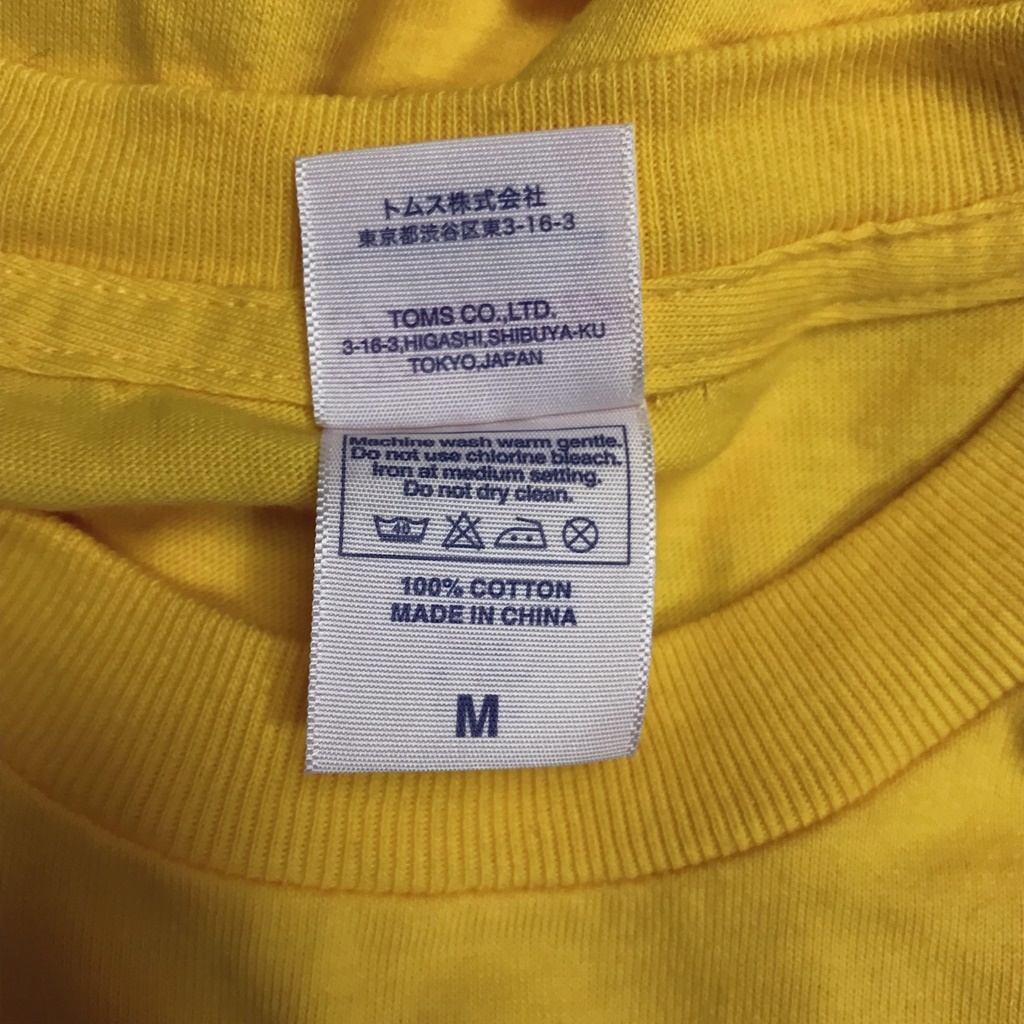 トムス株式会社
東京都渋谷区東3-16-3
TOMS CO.,LTD.
3-16-3,HIGASHI,SHIBUYA-KU
TOKYO,JAPAN
Machine wash warm gentle.
Do not use chlorine bleach.
Iron at medium setting.
Do not dry clean.
40
100% COTTON
MADE IN CHINA
M